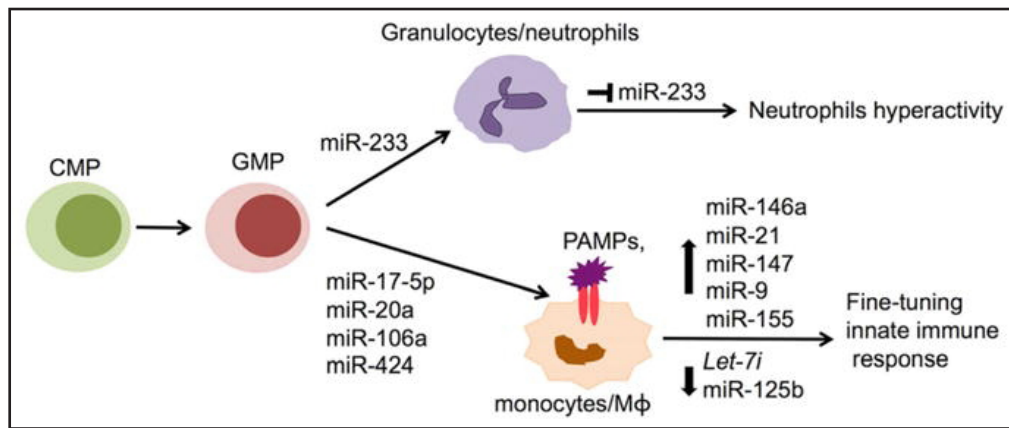 Granulocytes/neutrophils
miR-233
Neutrophils hyperactivity
miR-233
CMP
GMP
PAMPs,
miR-146a
miR-21
miR-147
miR-9
miR-155
miR-17-5p
miR-20a
miR-106a
miR-424
Fine-tuning
innate immune
response
Let-7i
miR-125b
monocytes/Mϕ